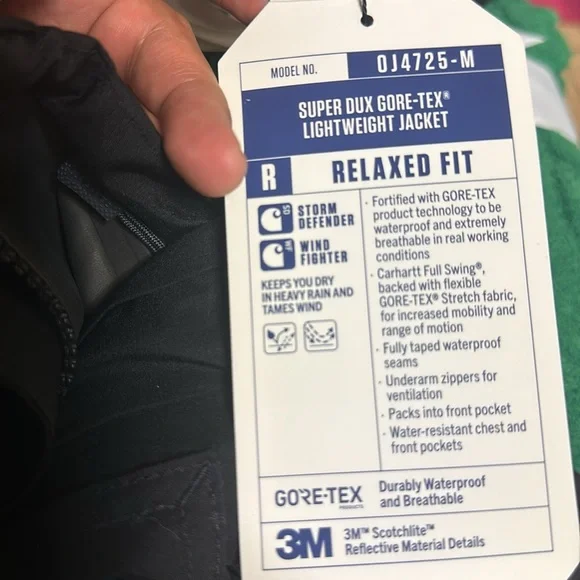 MODEL NO. OJ4725-M
SUPER DUX GORE-TEX®
LIGHTWEIGHT JACKET
R RELAXED FIT
SD STORM
DEFENDER
WF WIND
FIGHTER
KEEPS YOU DRY
IN HEAVY RAIN AND
TAMES WIND
· Fortified with GORE-TEX
product technology to be
waterproof and extremely
breathable in real working
conditions
· Carhartt Full Swing®,
backed with flexible
GORE-TEX® Stretch fabric,
for increased mobility and
range of motion
· Fully taped waterproof
seams
· Underarm zippers for
ventilation
· Packs into front pocket
· Water-resistant chest and
front pockets
GORE-TEX
PRODUCTS
Durably Waterproof
and Breathable
3M
3M™ Scotchlite™
Reflective Material Details